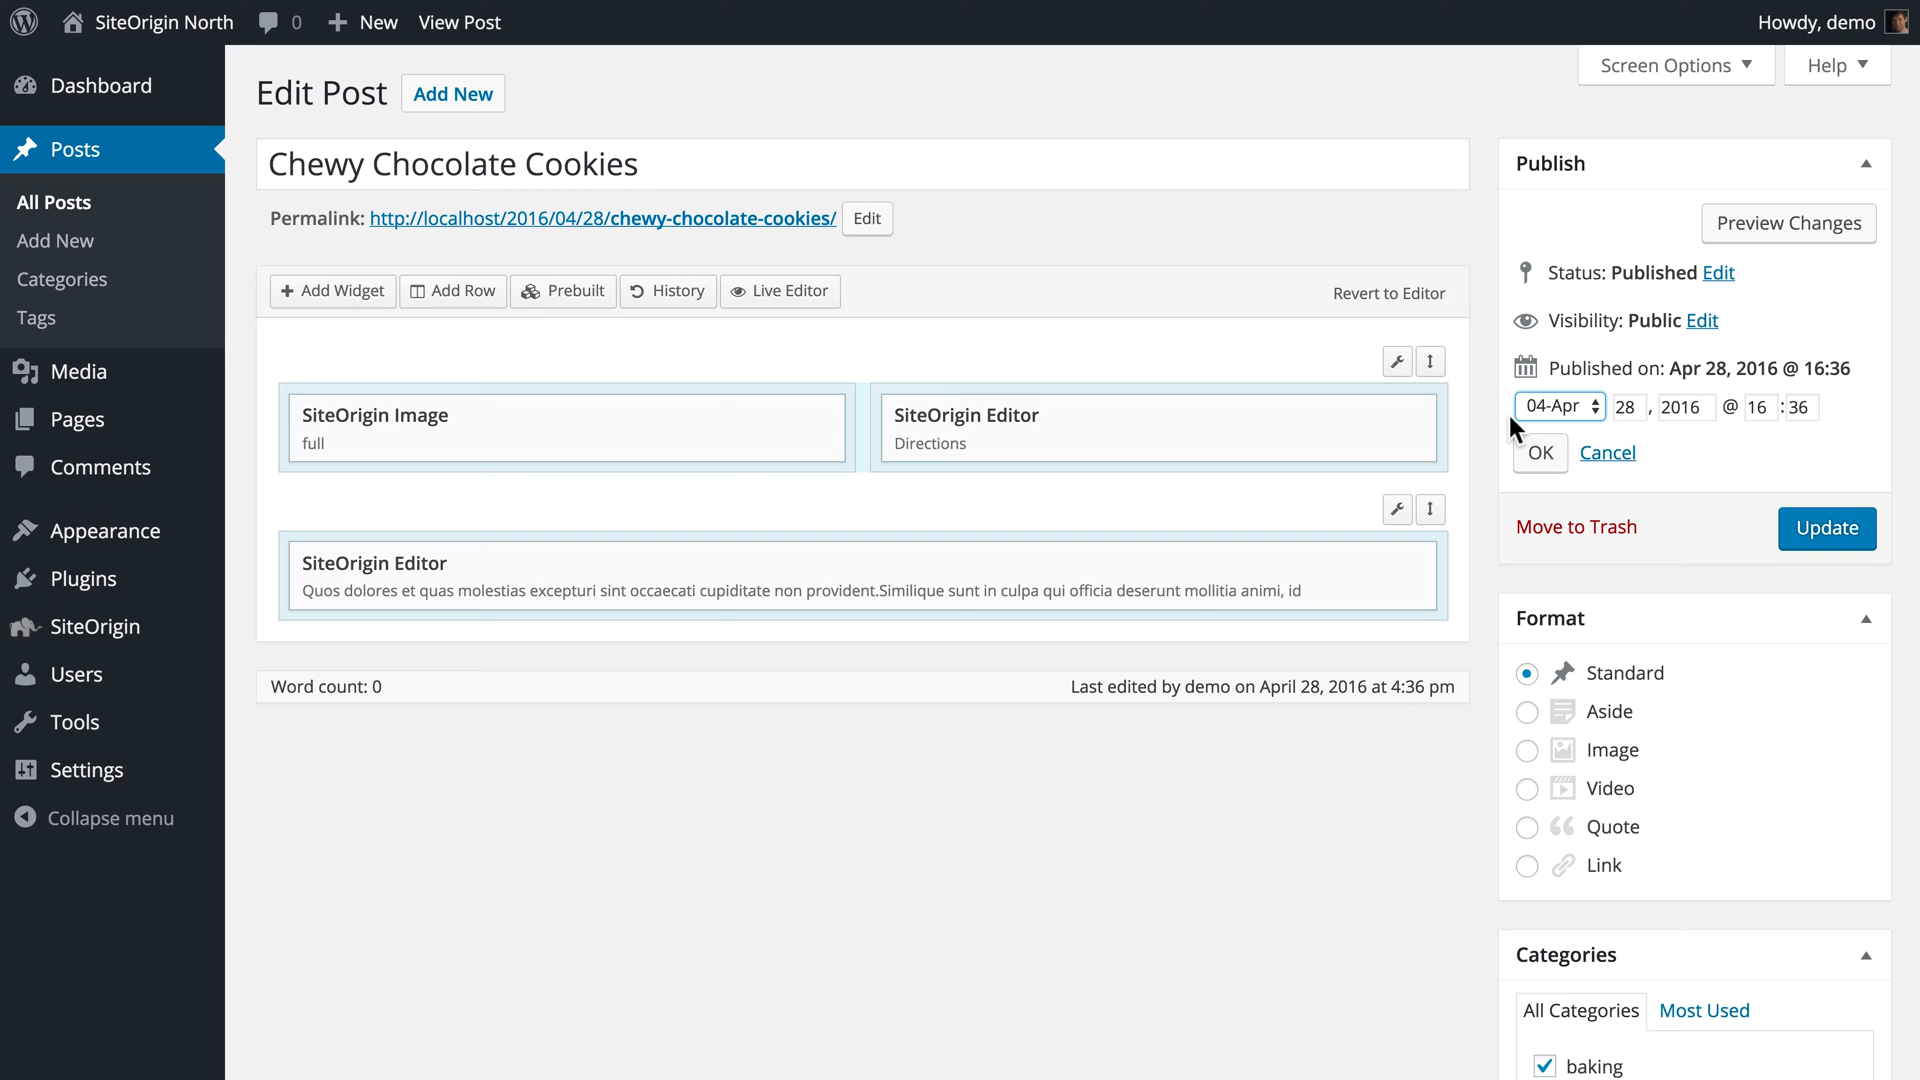 SiteOrigin North 0 New View Post Howdy, demo
Screen Options Help
Dashboard
Posts
All Posts
Add New
Categories
Tags
Media
Pages
Comments
Appearance
Plugins
SiteOrigin
Users
Tools
Settings
Collapse menu
Edit Post Add New
Chewy Chocolate Cookies
Permalink: http://localhost/2016/04/28/chewy-chocolate-cookies/ Edit
Add Widget Add Row Prebuilt History Live Editor Revert to Editor
SiteOrigin Image
full
SiteOrigin Editor
Directions
SiteOrigin Editor
Quos dolores et quas molestias excepturi sint occaecati cupiditate non provident.Similique sunt in culpa qui officia deserunt mollitia animi, id
Word count: 0 Last edited by demo on April 28, 2016 at 4:36 pm
Publish
Preview Changes
Status: Published Edit
Visibility: Public Edit
Published on: Apr 28, 2016 @ 16:36
04-Apr 28 , 2016 @ 16 : 36
OK Cancel
Move to Trash Update
Format
Standard
Aside
Image
Video
Quote
Link
Categories
All Categories Most Used
baking